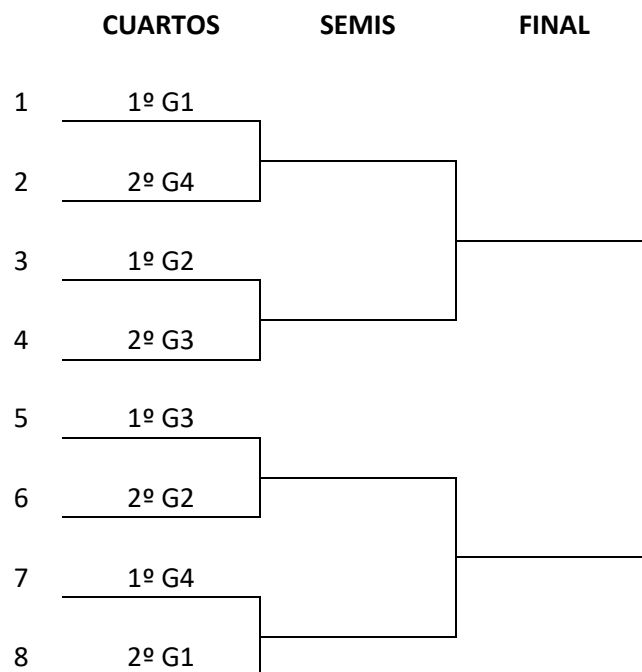 CUARTOS SEMIS FINAL
1 1º G1
2 2º G4
3 1º G2
4 2º G3
5 1º G3
6 2º G2
7 1º G4
8 2º G1